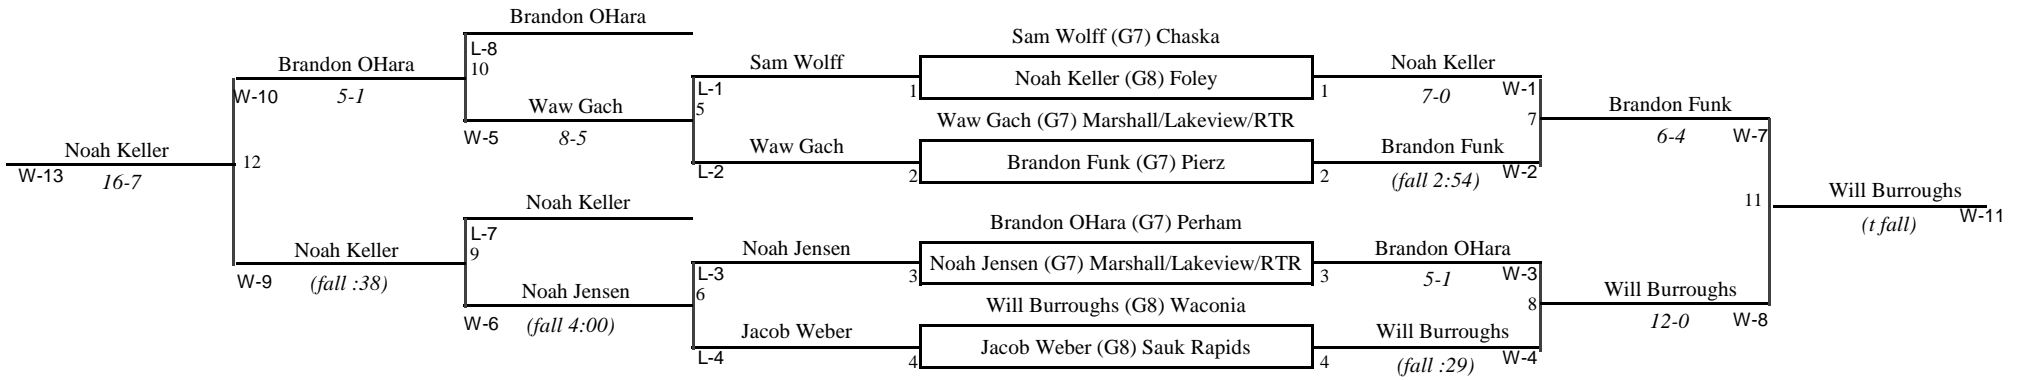 Brandon OHara
L-8
10
Brandon OHara
W-10
5-1
Waw Gach
W-5
8-5
Noah Keller
W-13
16-7
12
Noah Keller
L-7
9
Noah Keller
W-9
(fall :38)
Noah Jensen
W-6
(fall 4:00)
Sam Wolff
L-1
5
Waw Gach
L-2
Noah Jensen
L-3
6
Jacob Weber
L-4
Sam Wolff (G7) Chaska
1 Noah Keller (G8) Foley 1
Waw Gach (G7) Marshall/Lakeview/RTR
2 Brandon Funk (G7) Pierz 2
Brandon OHara (G7) Perham
3 Noah Jensen (G7) Marshall/Lakeview/RTR 3
Will Burroughs (G8) Waconia
4 Jacob Weber (G8) Sauk Rapids 4
Noah Keller
7-0
W-1
7
Brandon Funk
(fall 2:54)
W-2
Brandon Funk
6-4
W-7
Brandon OHara
5-1
W-3
8
Will Burroughs
(fall :29)
W-4
Will Burroughs
12-0
W-8
11
Will Burroughs
(t fall)
W-11